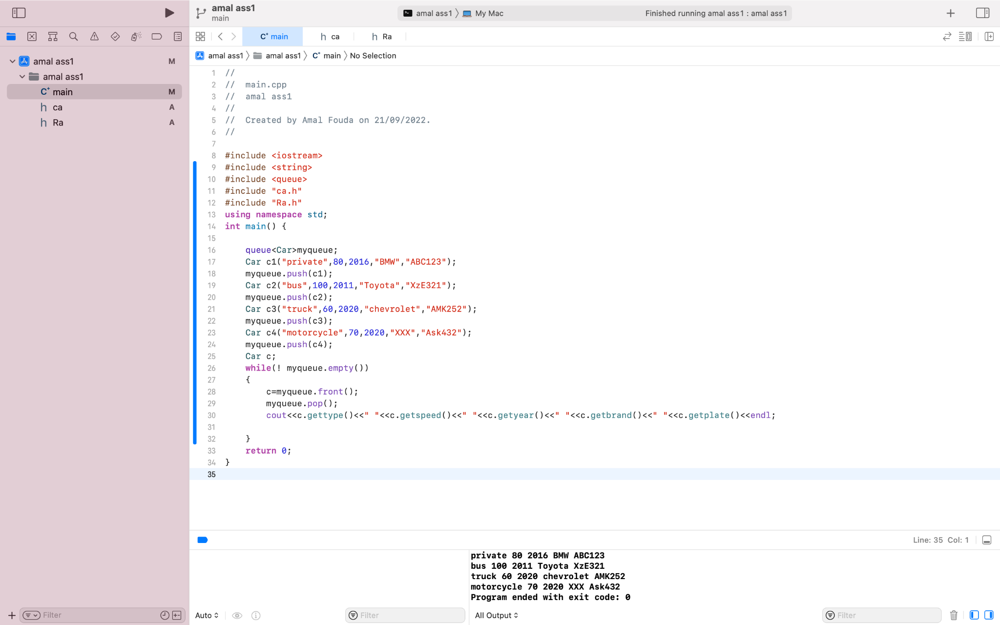 amal ass1
main
amal ass1 My Mac
Finished running amal ass1 : amal ass1
C+ main
h ca
h Ra
amal ass1 M
amal ass1
C+ main M
h ca A
h Ra A
amal ass1 amal ass1 C+ main No Selection
1 //
2 //  main.cpp
3 //  amal ass1
4 //
5 //  Created by Amal Fouda on 21/09/2022.
6 //
7
8 #include <iostream>
9 #include <string>
10 #include <queue>
11 #include "ca.h"
12 #include "Ra.h"
13 using namespace std;
14 int main() {
15
16     queue<Car>myqueue;
17     Car c1("private",80,2016,"BMW","ABC123");
18     myqueue.push(c1);
19     Car c2("bus",100,2011,"Toyota","XzE321");
20     myqueue.push(c2);
21     Car c3("truck",60,2020,"chevrolet","AMK252");
22     myqueue.push(c3);
23     Car c4("motorcycle",70,2020,"XXX","Ask432");
24     myqueue.push(c4);
25     Car c;
26     while(! myqueue.empty())
27     {
28         c=myqueue.front();
29         myqueue.pop();
30         cout<<c.gettype()<<" "<<c.getspeed()<<" "<<c.getyear()<<" "<<c.getbrand()<<" "<<c.getplate()<<endl;
31
32     }
33     return 0;
34 }
35
Line: 35 Col: 1
private 80 2016 BMW ABC123
bus 100 2011 Toyota XzE321
truck 60 2020 chevrolet AMK252
motorcycle 70 2020 XXX Ask432
Program ended with exit code: 0
Filter
Auto
Filter
All Output
Filter